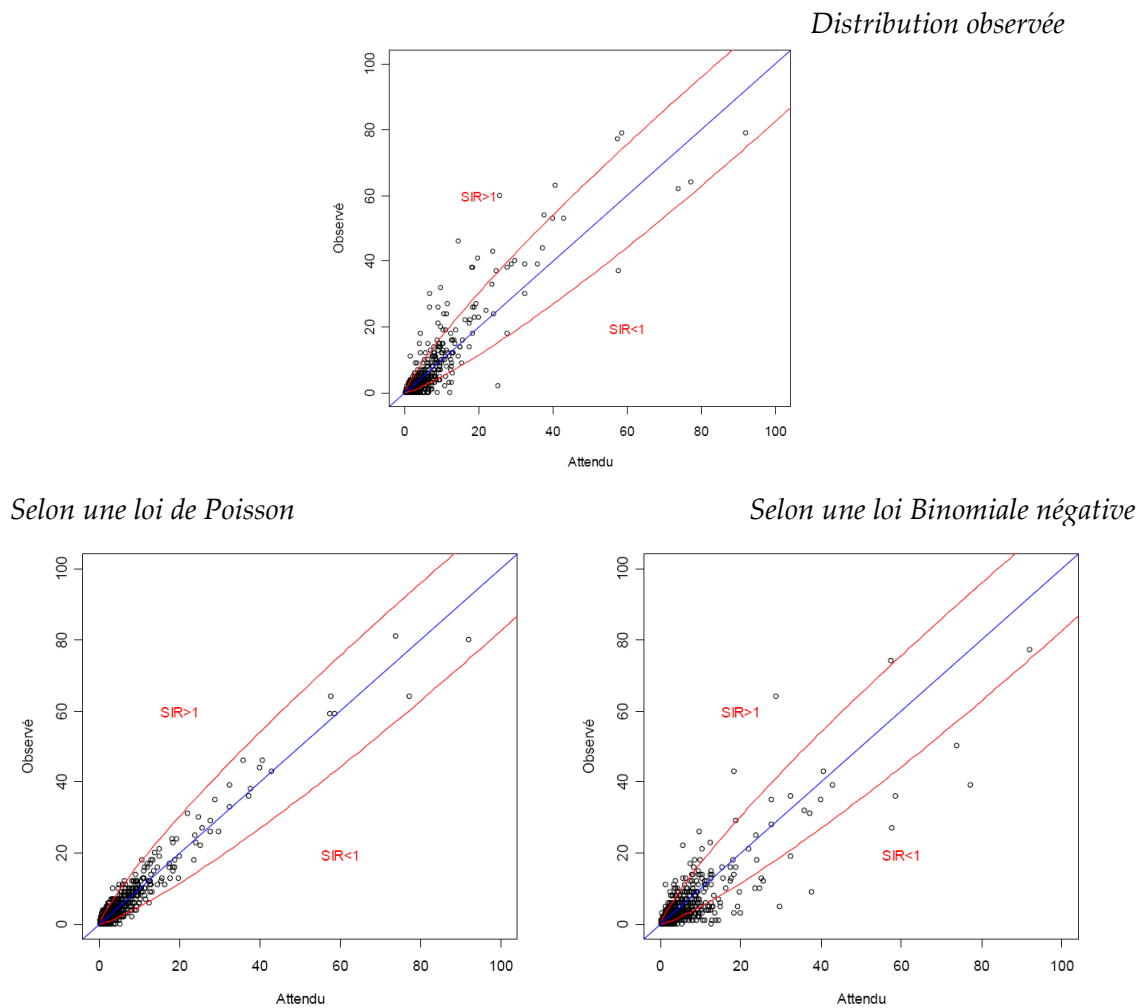 Distribution observée
100
80
60
40
20
0
Observé
SIR>1
SIR<1
0 20 40 60 80 100
Attendu
Selon une loi de Poisson
Selon une loi Binomiale négative
100
80
60
40
20
0
Observé
SIR>1
SIR<1
0 20 40 60 80 100
Attendu
100
80
60
40
20
0
Observé
SIR>1
SIR<1
0 20 40 60 80 100
Attendu